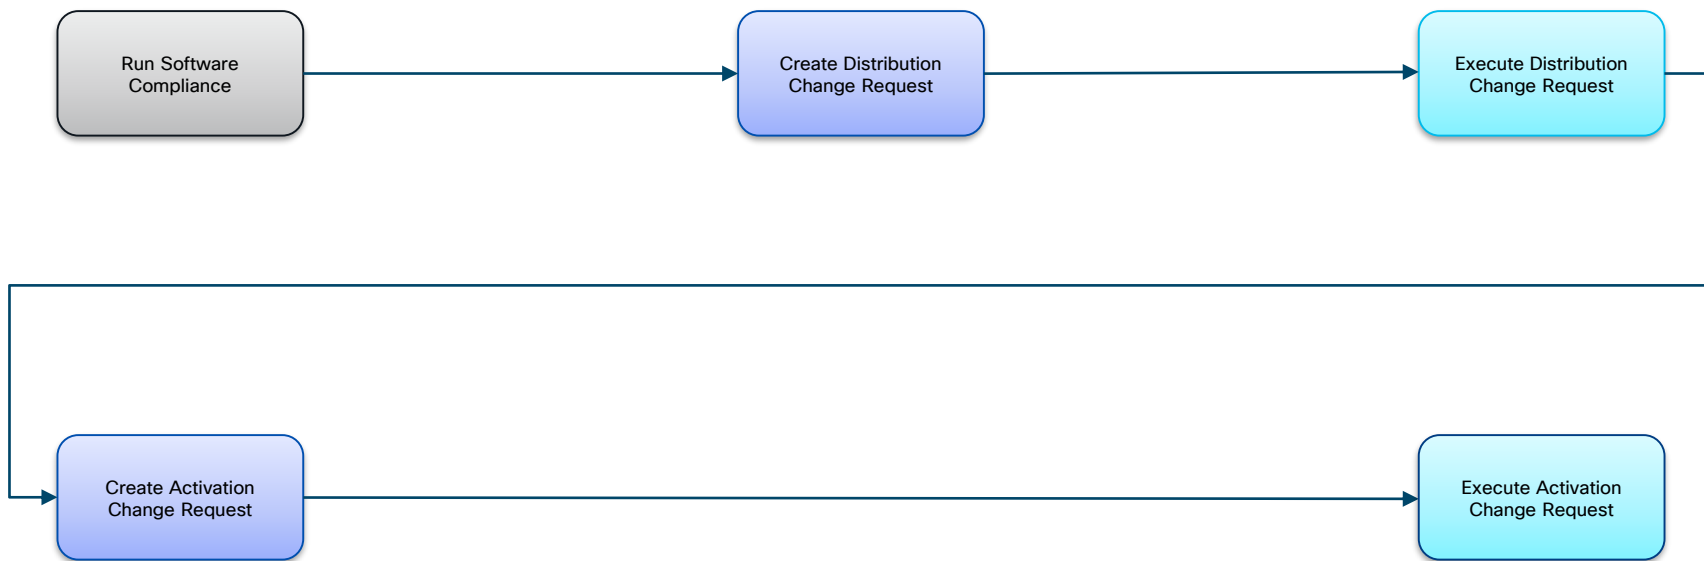 Run Software
Compliance
Create Distribution
Change Request
Execute Distribution
Change Request
Create Activation
Change Request
Execute Activation
Change Request